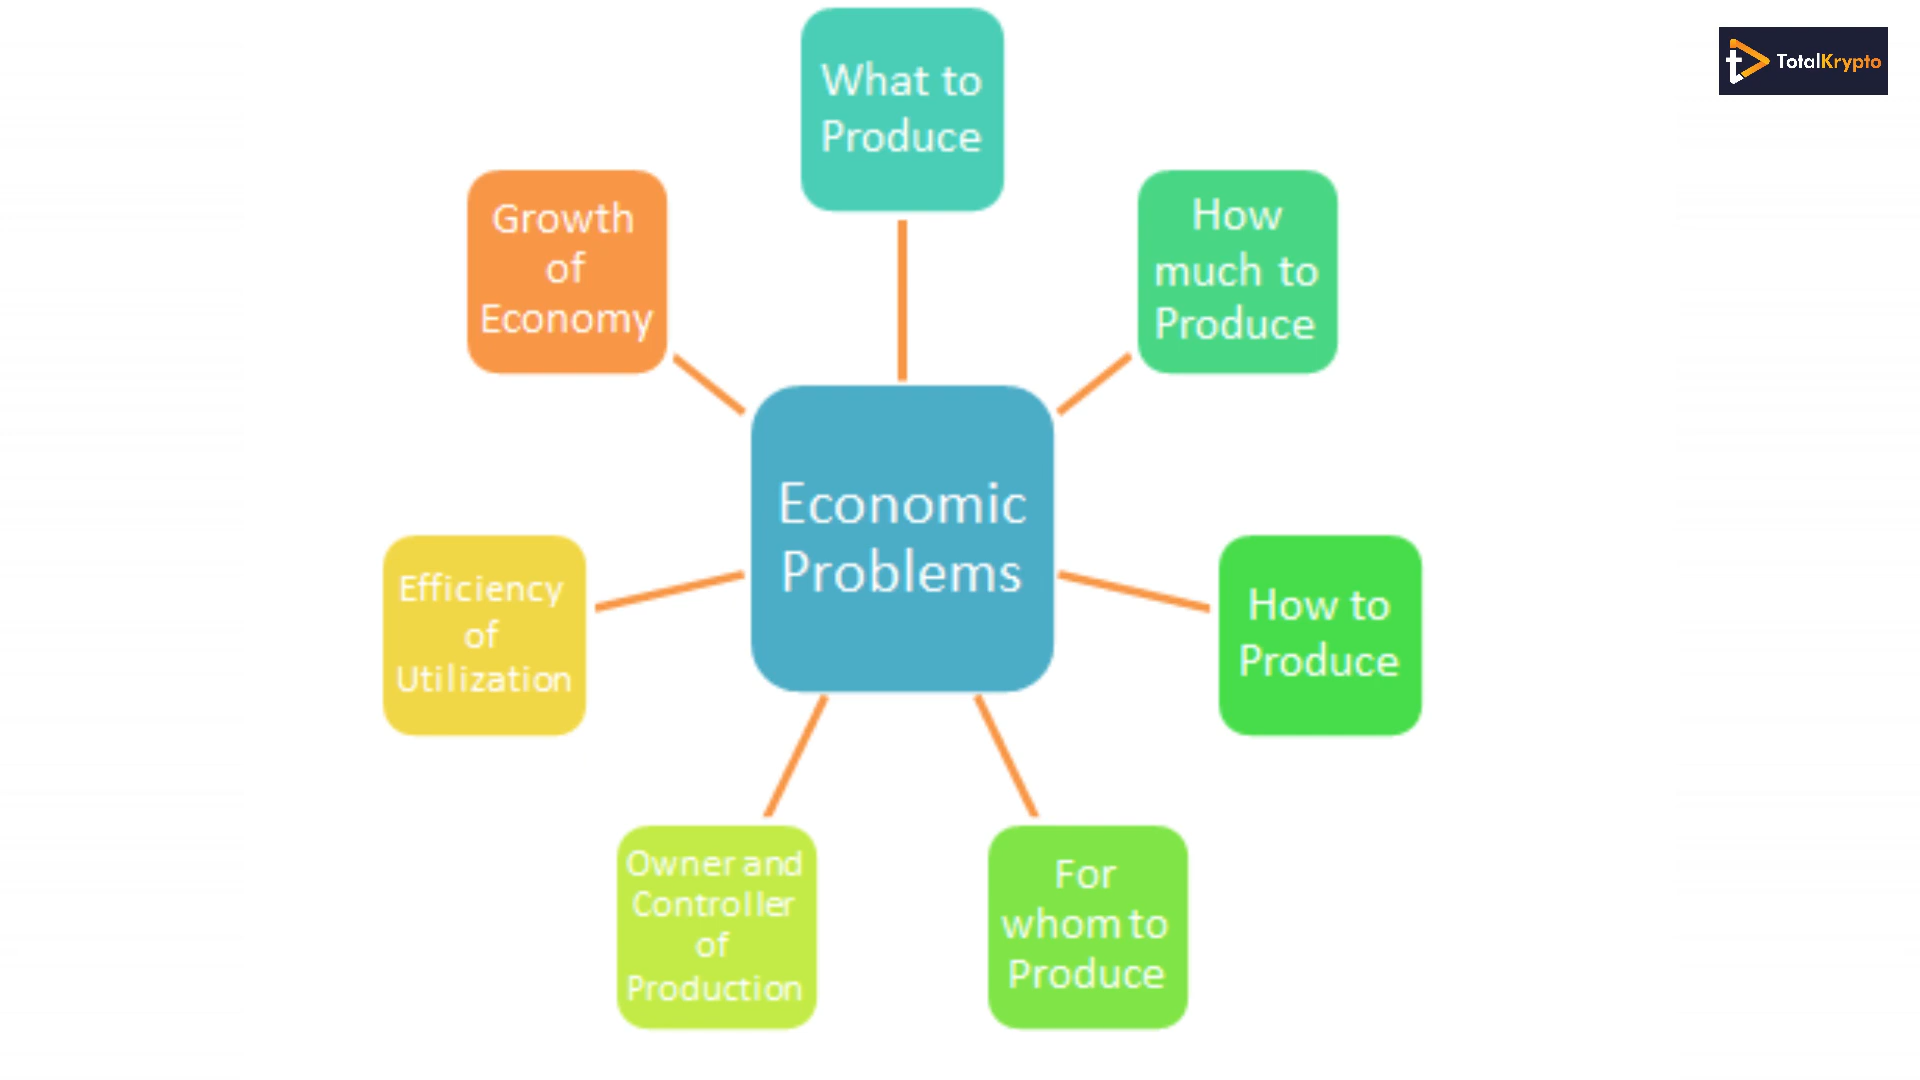 What to
Produce
TotalKrypto
Growth
of
Economy
How
much to
Produce
Economic
Problems
Efficiency
of
Utilization
How to
Produce
Owner and
Controller
of
Production
For
whom to
Produce